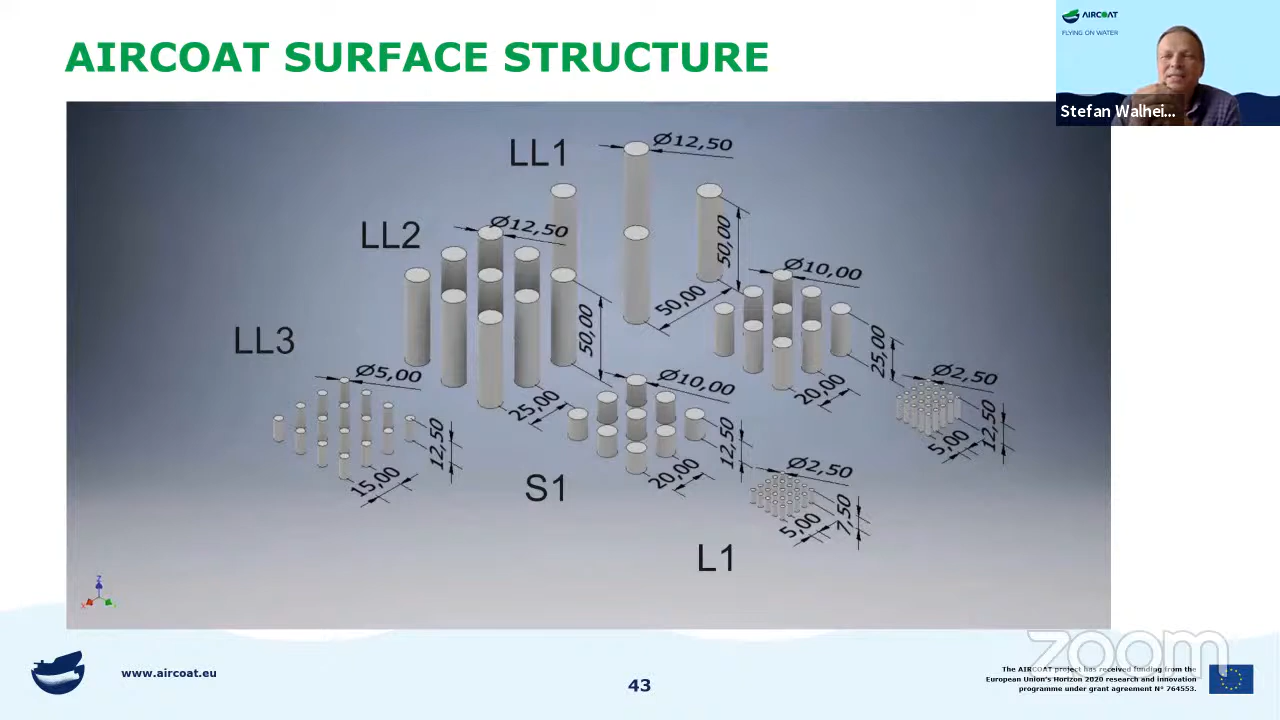 AIRCOAT SURFACE STRUCTURE
AIRCOAT
FLYING ON WATER
Stefan Walhei...
LL1
Ø12,50
50,00
50,00
LL2
Ø12,50
50,00
25,00
Ø10,00
25,00
20,00
LL3
Ø5,00
12,50
15,00
Ø10,00
12,50
20,00
S1
Ø2,50
12,50
5,00
Ø2,50
7,50
5,00
L1
Z
X
www.aircoat.eu
43
zoom
The AIRCOAT project has received funding from the
European Union's Horizon 2020 research and innovation
programme under grant agreement N° 764553.